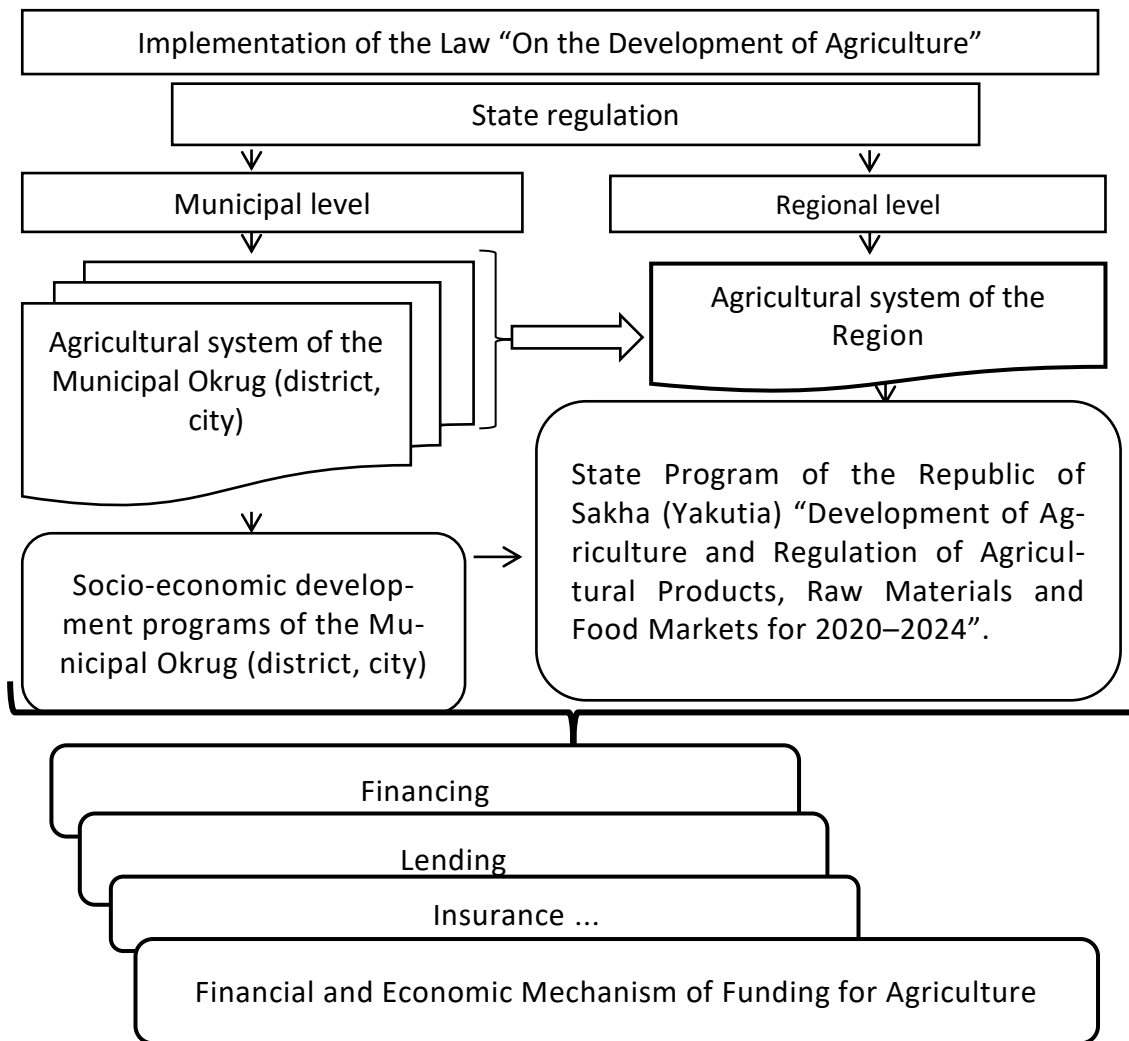 Implementation of the Law “On the Development of Agriculture”
State regulation
Municipal level
Regional level
Agricultural system of the
Municipal Okrug (district,
city)
Agricultural system of the
Region
State Program of the Republic of
Sakha (Yakutia) “Development of Ag-
riculture and Regulation of Agricul-
tural Products, Raw Materials and
Food Markets for 2020–2024”.
Socio-economic develop-
ment programs of the Mu-
nicipal Okrug (district, city)
Financing
Lending
Insurance ...
Financial and Economic Mechanism of Funding for Agriculture